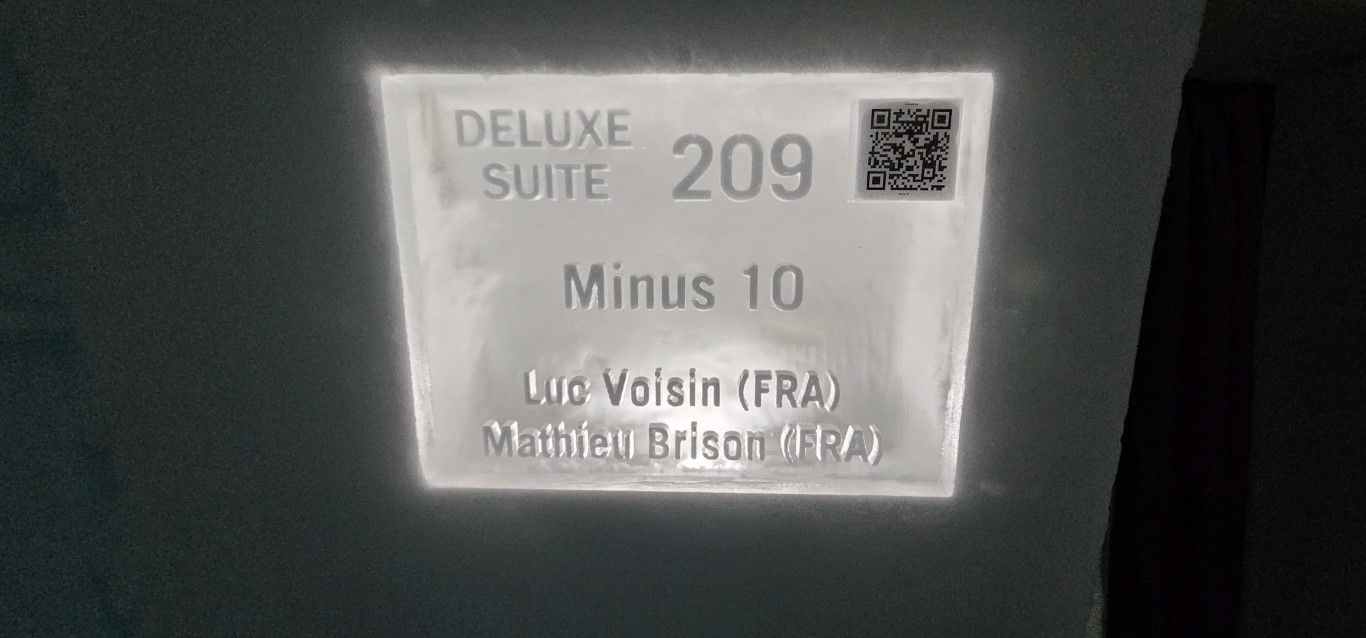 DELUXE
SUITE
209
Minus 10
Luc Voisin (FRA)
Mathieu Brison (FRA)